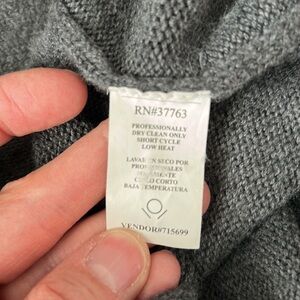 RN#37763
PROFESSIONALLY
DRY CLEAN ONLY
SHORT CYCLE
LOW HEAT
LAVAR EN SECO POR
CORTO
BAJA TEMPERATURA
VENDOR#715699